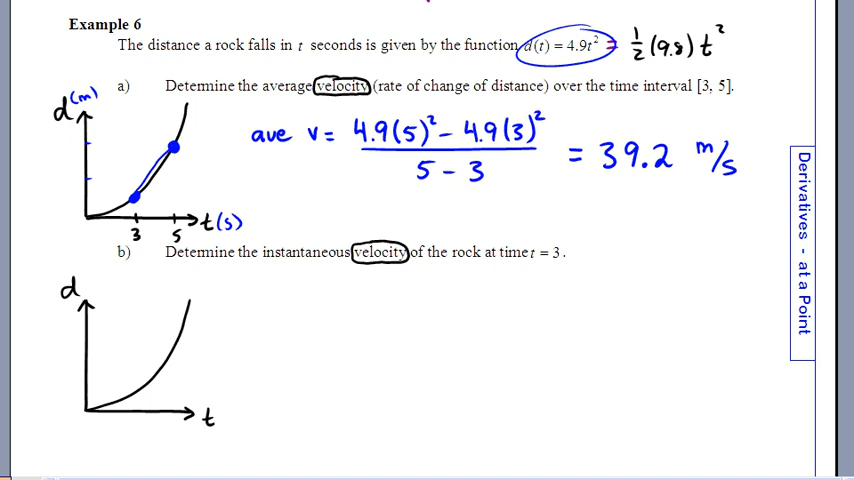 Example 6
The distance a rock falls in t seconds is given by the function d(t) = 4.9t² = ½(9.8)t²
a) Determine the average velocity (rate of change of distance) over the time interval [3, 5].
d(m)
ave v = (4.9(5)² - 4.9(3)²) / (5 - 3) = 39.2 m/s
t(s)
3 5
b) Determine the instantaneous velocity of the rock at time t = 3.
d
t
Derivatives - at a Point